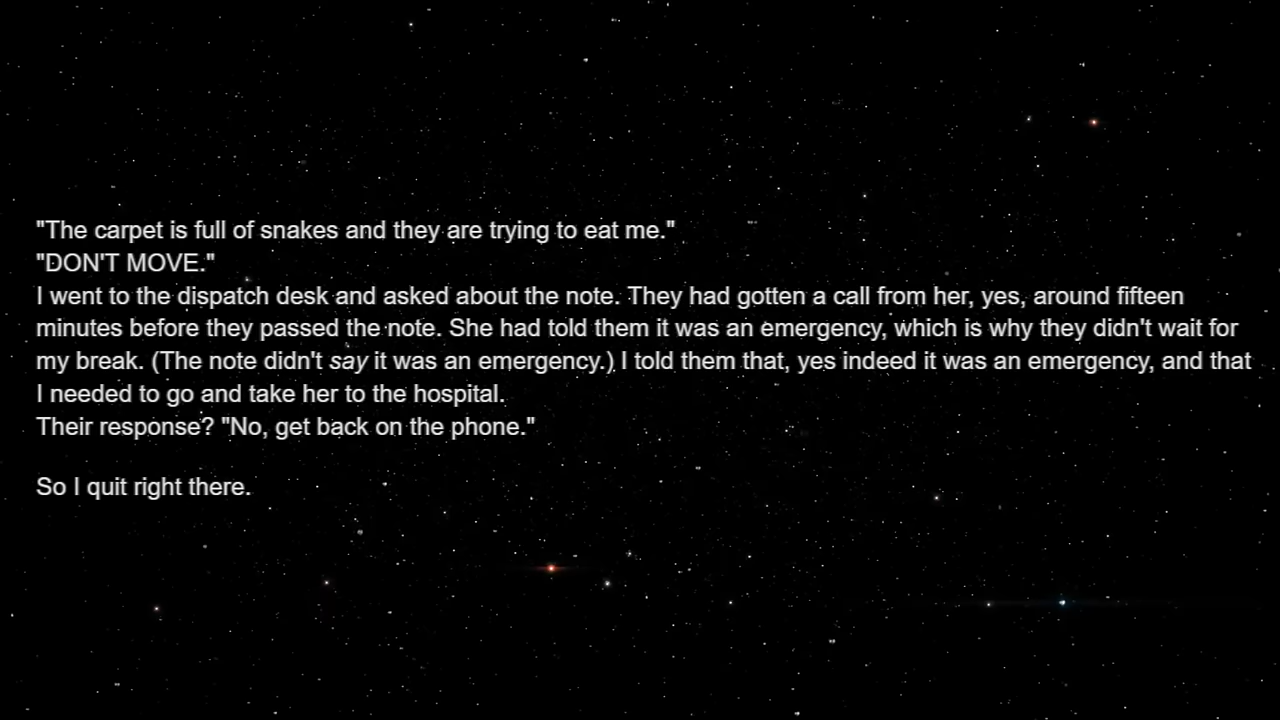 "The carpet is full of snakes and they are trying to eat me."
"DON'T MOVE."
I went to the dispatch desk and asked about the note. They had gotten a call from her, yes, around fifteen
minutes before they passed the note. She had told them it was an emergency, which is why they didn't wait for
my break. (The note didn't say it was an emergency.) I told them that, yes indeed it was an emergency, and that
I needed to go and take her to the hospital.
Their response? "No, get back on the phone."
So I quit right there.